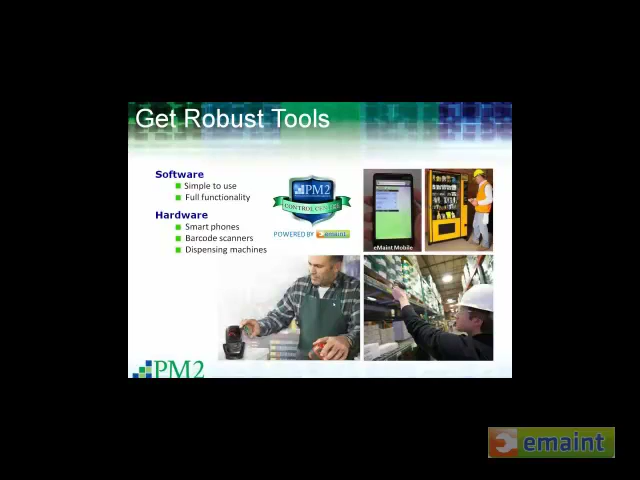 Get Robust Tools
Software
Simple to use
Full functionality
Hardware
Smart phones
Barcode scanners
Dispensing machines
PM2
CONTROL CENTER
POWERED BY emaint
eMaint Mobile
PM2
emaint